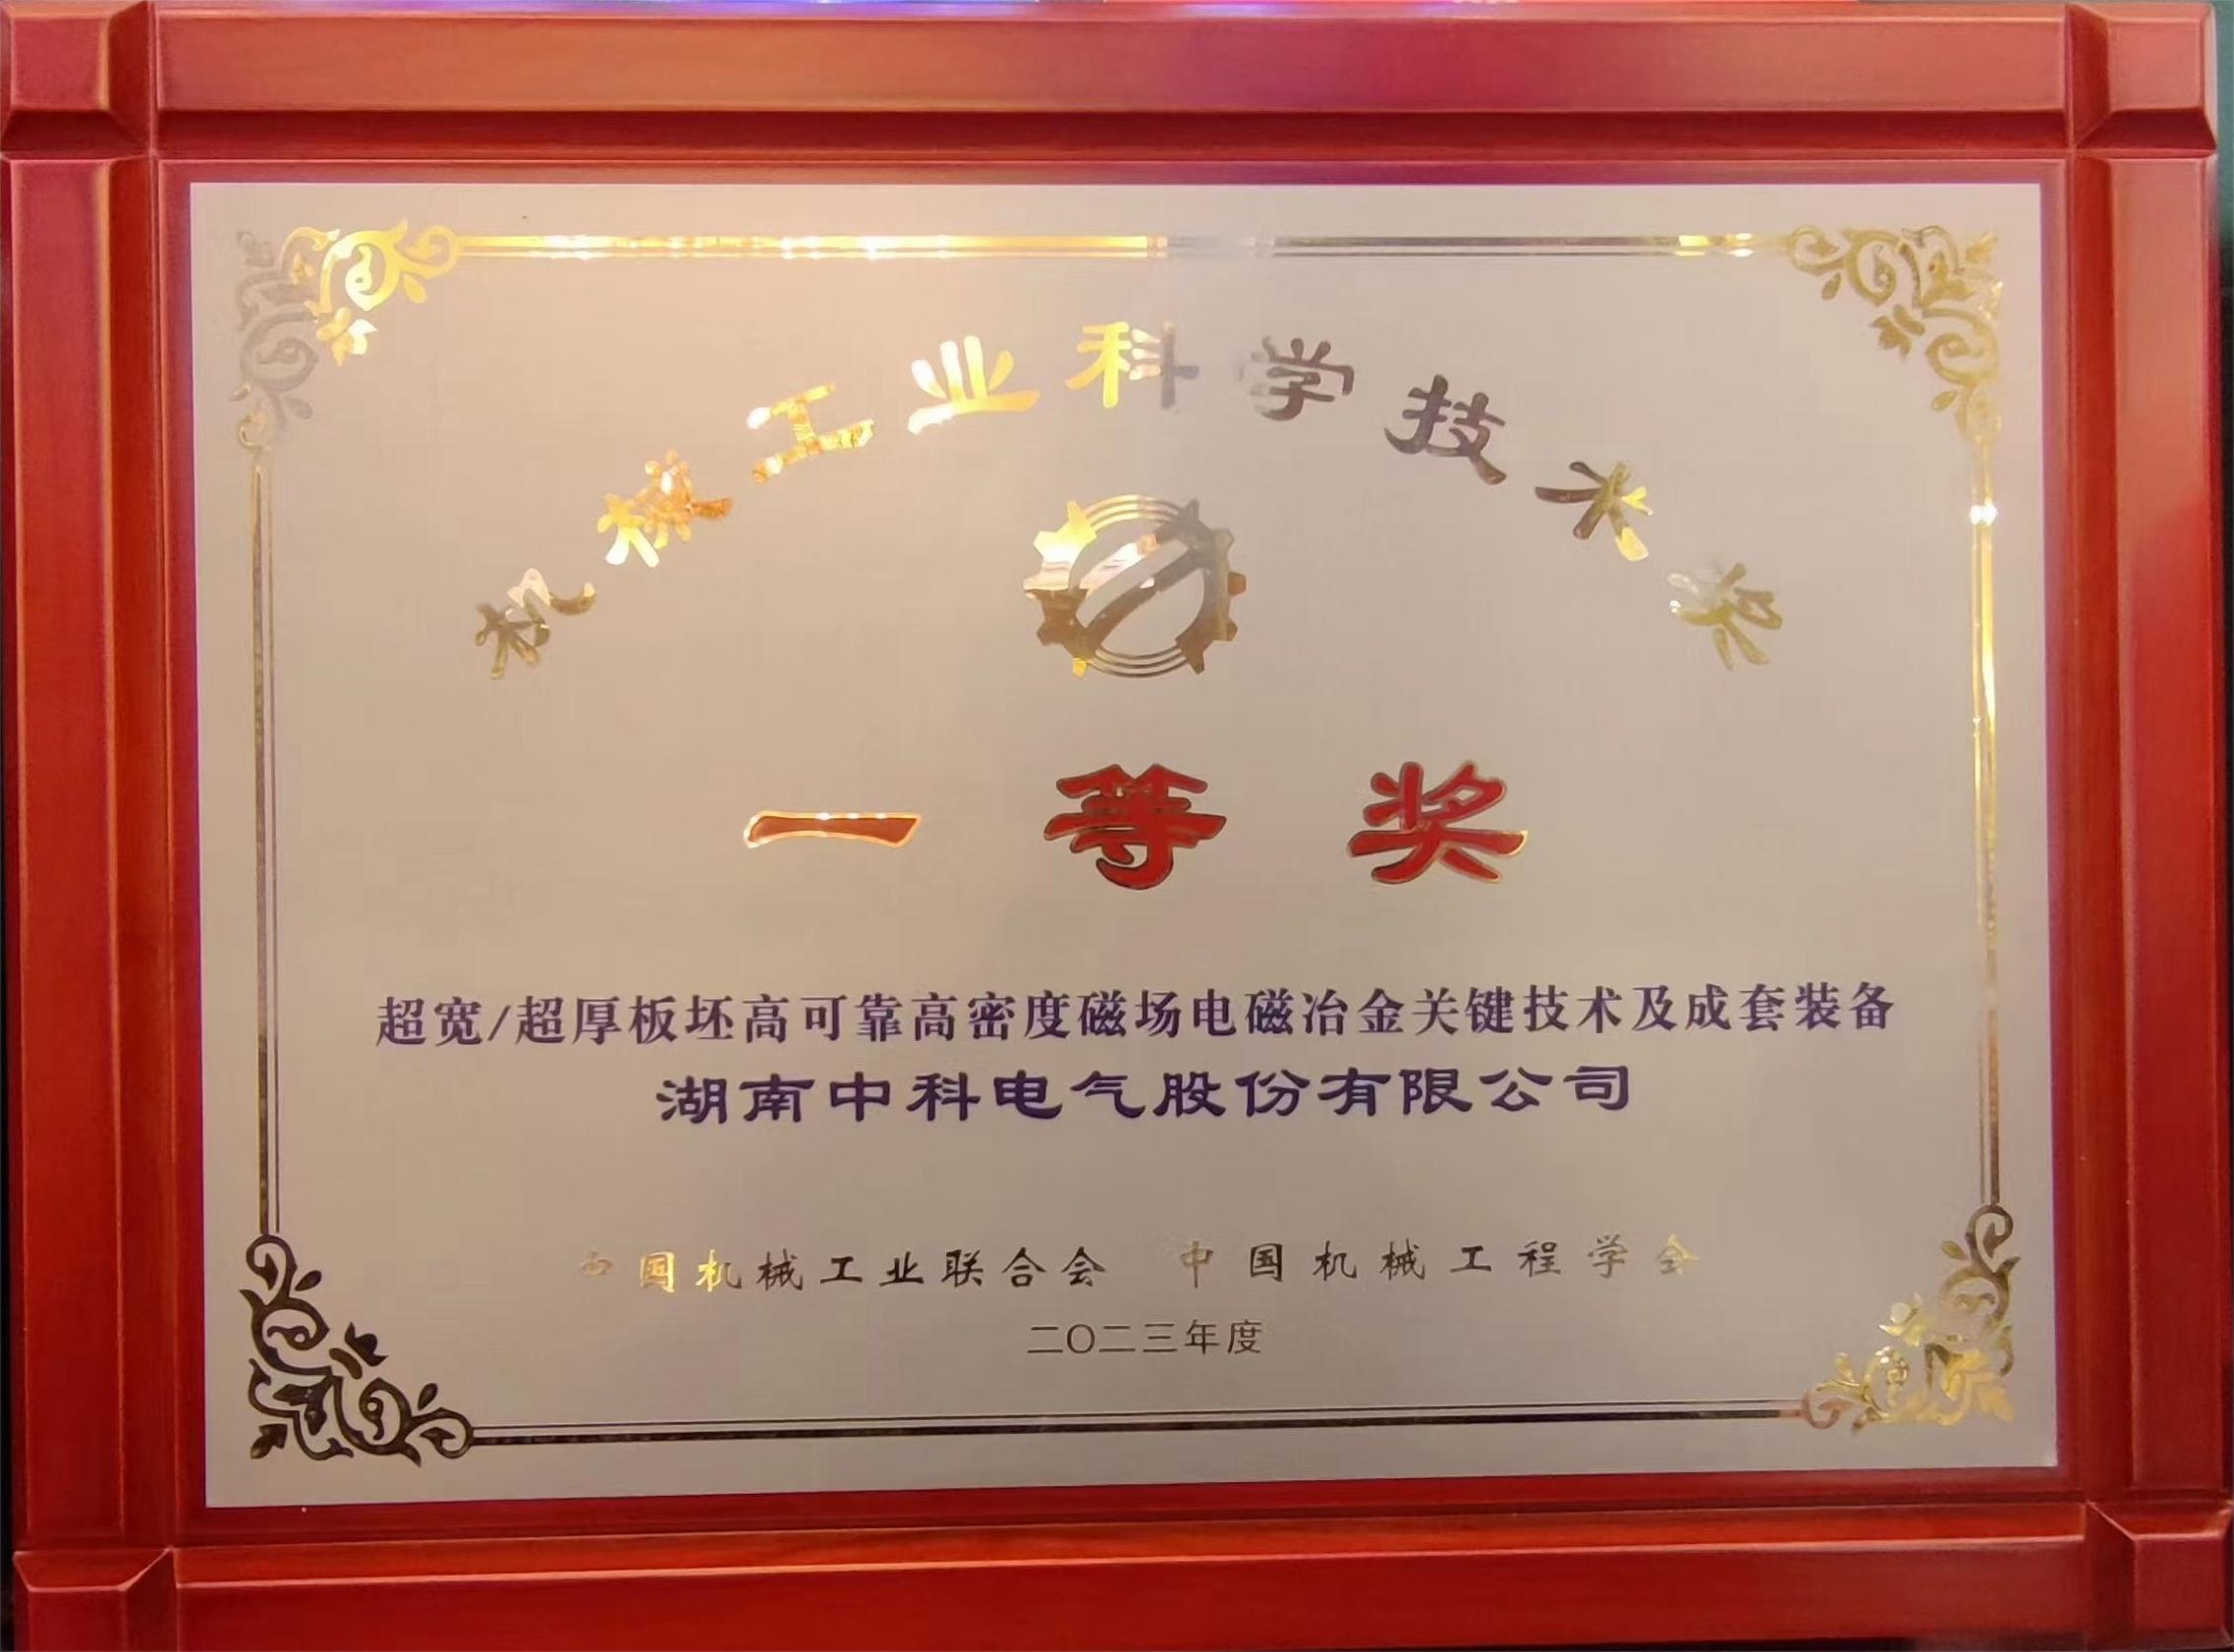 机械工业科学技术奖
一等奖
超宽/超厚板坯高可靠高密度磁场电磁冶金关键技术及成套装备
湖南中科电气股份有限公司
中国机械工业联合会 中国机械工程学会
二〇二三年度